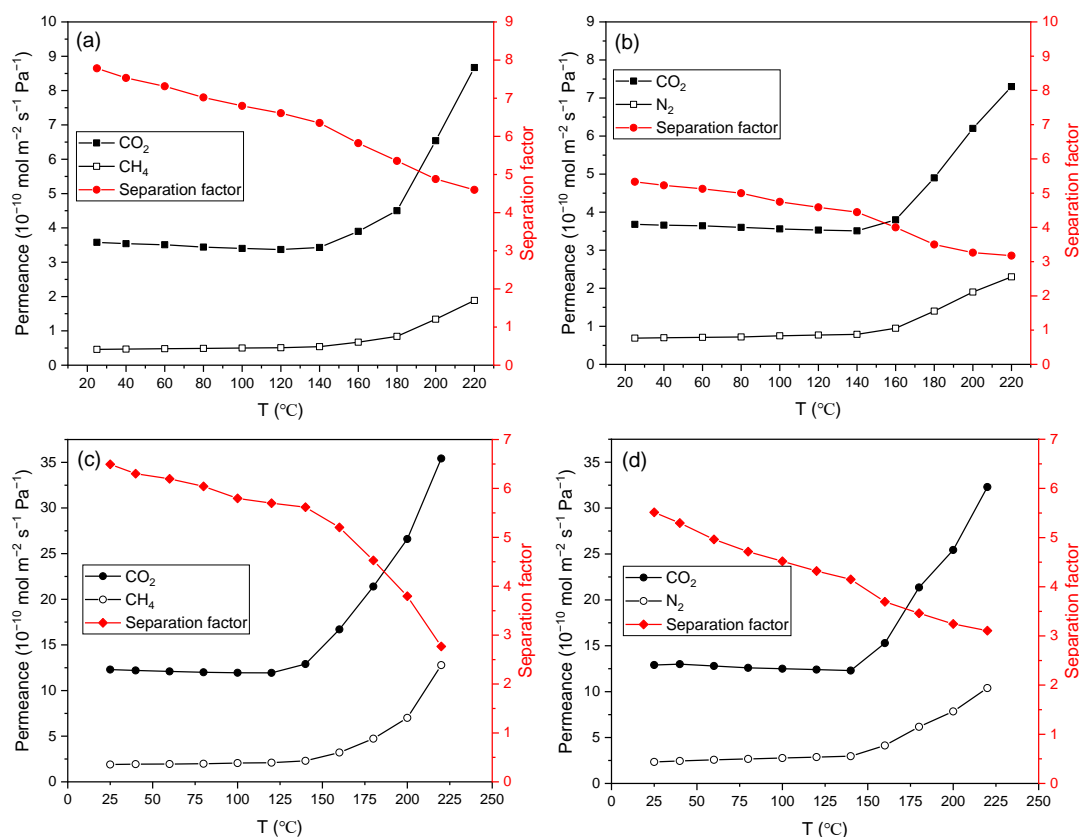 (a)
CO₂
CH₄
Separation factor
Permeance (10⁻¹⁰ mol m⁻² s⁻¹ Pa⁻¹)
0 1 2 3 4 5 6 7 8 9 10
Separation factor
0 1 2 3 4 5 6 7 8 9
20 40 60 80 100 120 140 160 180 200 220
T (℃)
(b)
CO₂
N₂
Separation factor
Permeance (10⁻¹⁰ mol m⁻² s⁻¹ Pa⁻¹)
0 1 2 3 4 5 6 7 8 9
Separation factor
0 1 2 3 4 5 6 7 8 9 10
20 40 60 80 100 120 140 160 180 200 220
T (℃)
(c)
CO₂
CH₄
Separation factor
Permeance (10⁻¹⁰ mol m⁻² s⁻¹ Pa⁻¹)
0 5 10 15 20 25 30 35
Separation factor
0 1 2 3 4 5 6 7
0 25 50 75 100 125 150 175 200 225 250
T (℃)
(d)
CO₂
N₂
Separation factor
Permeance (10⁻¹⁰ mol m⁻² s⁻¹ Pa⁻¹)
0 5 10 15 20 25 30 35
Separation factor
0 1 2 3 4 5 6 7
0 25 50 75 100 125 150 175 200 225 250
T (℃)